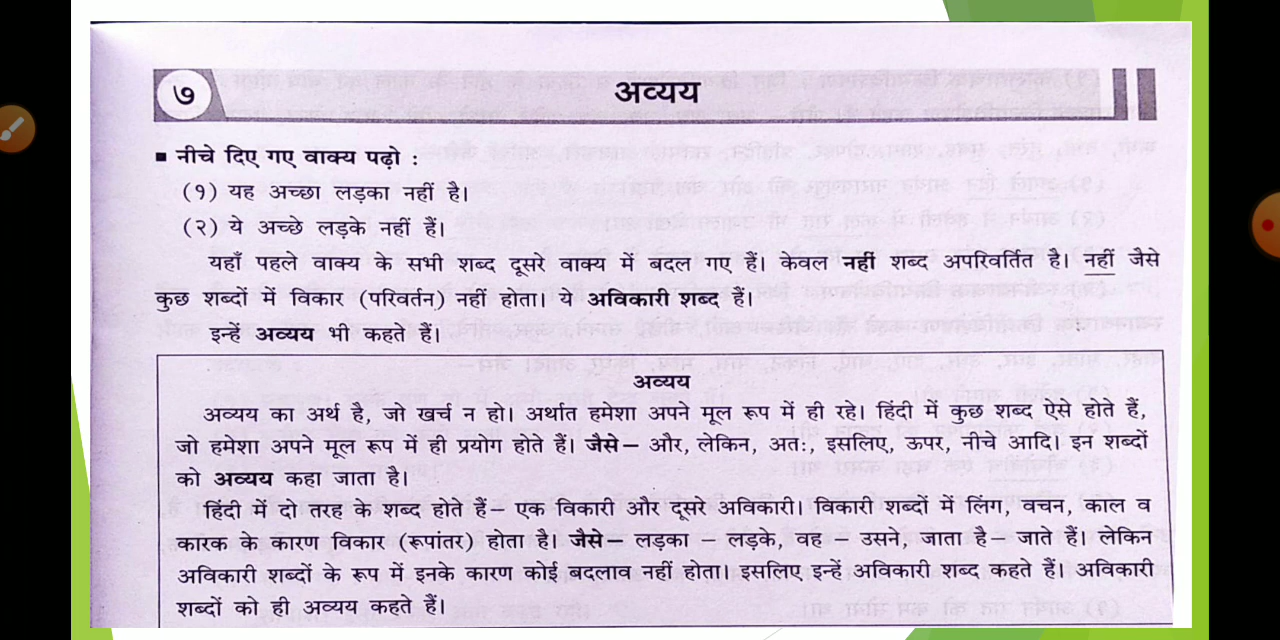 ७
अव्यय
▪ नीचे दिए गए वाक्य पढ़ो :
(१) यह अच्छा लड़का नहीं है।
(२) ये अच्छे लड़के नहीं हैं।
यहाँ पहले वाक्य के सभी शब्द दूसरे वाक्य में बदल गए हैं। केवल नहीं शब्द अपरिवर्तित है। नहीं जैसे
कुछ शब्दों में विकार (परिवर्तन) नहीं होता। ये अविकारी शब्द हैं।
इन्हें अव्यय भी कहते हैं।
अव्यय
अव्यय का अर्थ है, जो खर्च न हो। अर्थात हमेशा अपने मूल रूप में ही रहे। हिंदी में कुछ शब्द ऐसे होते हैं,
जो हमेशा अपने मूल रूप में ही प्रयोग होते हैं। जैसे – और, लेकिन, अत:, इसलिए, ऊपर, नीचे आदि। इन शब्दों
को अव्यय कहा जाता है।
हिंदी में दो तरह के शब्द होते हैं – एक विकारी और दूसरे अविकारी। विकारी शब्दों में लिंग, वचन, काल व
कारक के कारण विकार (रूपांतर) होता है। जैसे – लड़का – लड़के, वह – उसने, जाता है – जाते हैं। लेकिन
अविकारी शब्दों के रूप में इनके कारण कोई बदलाव नहीं होता। इसलिए इन्हें अविकारी शब्द कहते हैं। अविकारी
शब्दों को ही अव्यय कहते हैं।